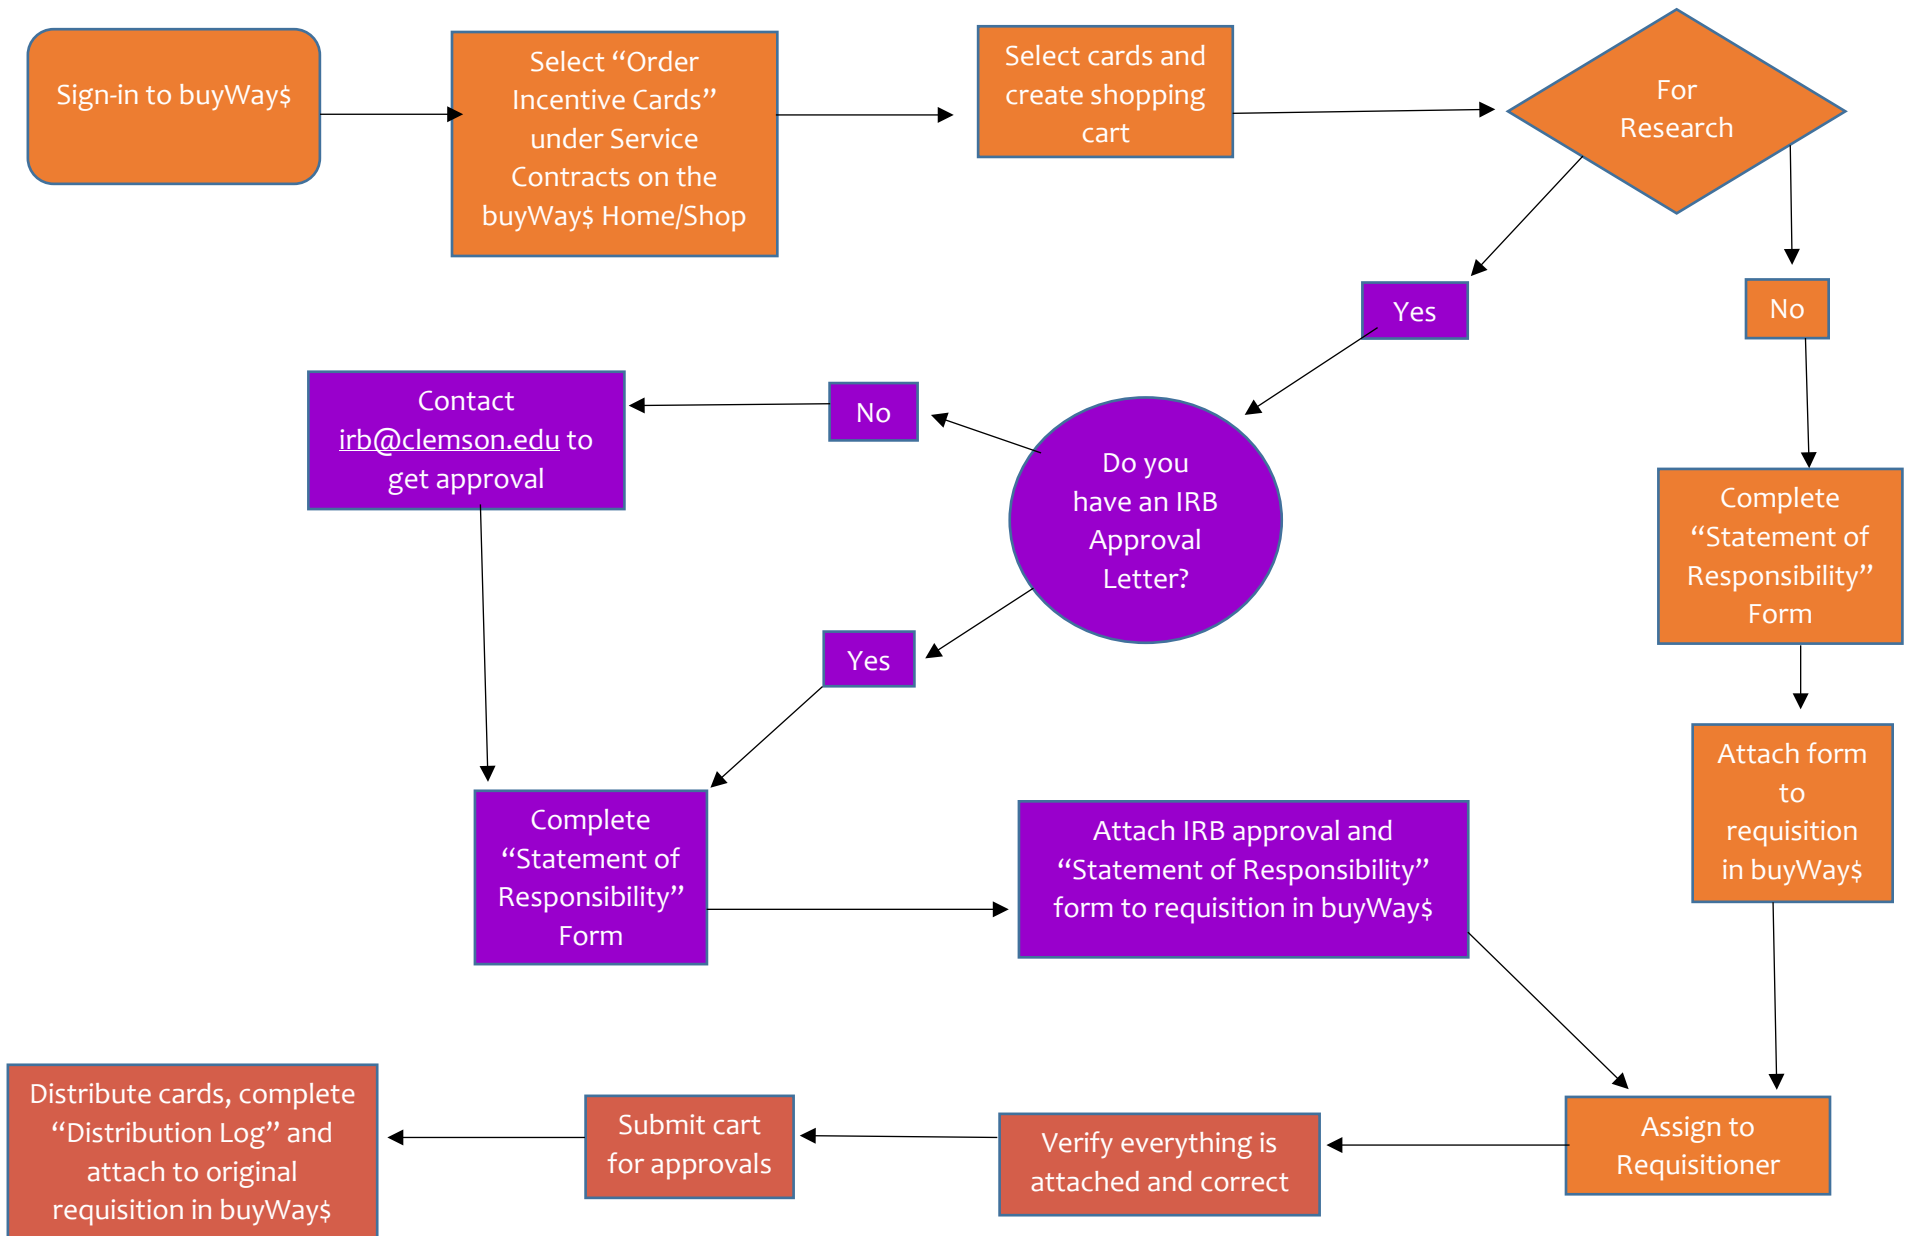 Sign-in to buyWay$
Select “Order
Incentive Cards”
under Service
Contracts on the
buyWay$ Home/Shop
Select cards and
create shopping
cart
For
Research
Yes
No
Contact
irb@clemson.edu to
get approval
No
Do you
have an IRB
Approval
Letter?
Yes
Complete
“Statement of
Responsibility”
Form
Attach form
to
requisition
in buyWay$
Complete
“Statement of
Responsibility”
Form
Attach IRB approval and
“Statement of Responsibility”
form to requisition in buyWay$
Assign to
Requisitioner
Verify everything is
attached and correct
Submit cart
for approvals
Distribute cards, complete
“Distribution Log” and
attach to original
requisition in buyWay$